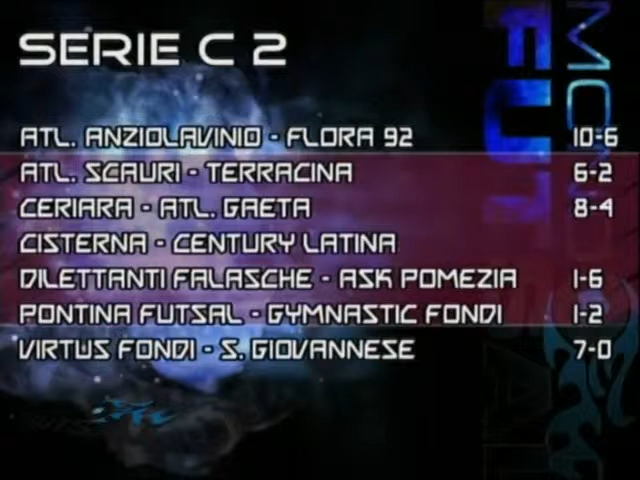 SERIE C 2
ATL. ANZIOLAVINIO - FLORA 92 10-6
ATL. SCAURI - TERRACINA 6-2
CERIARA - ATL. GAETA 8-4
CISTERNA - CENTURY LATINA
DILETTANTI FALASCHE - ASK POMEZIA 1-6
PONTINA FUTSAL - GYMNASTIC FONDI 1-2
VIRTUS FONDI - S. GIOVANNESE 7-0